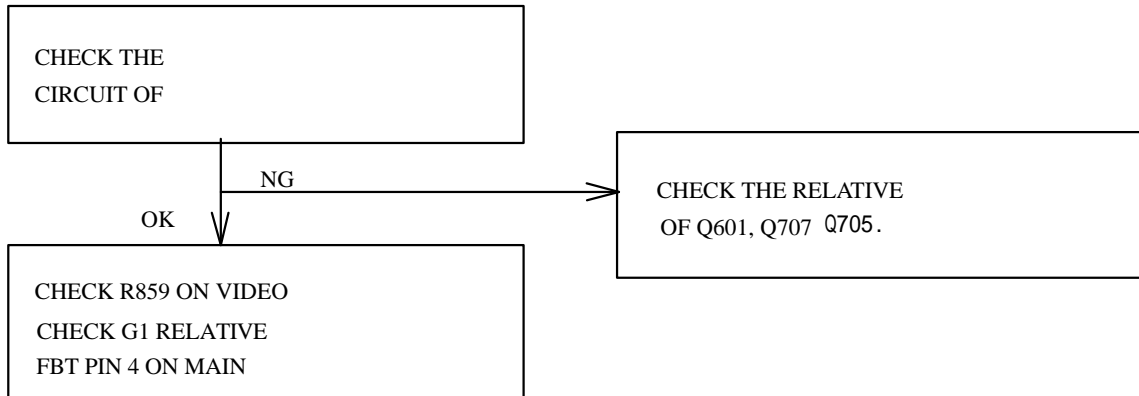 CHECK THE
CIRCUIT OF
NG
OK
CHECK THE RELATIVE
OF Q601, Q707 Q705.
CHECK R859 ON VIDEO
CHECK G1 RELATIVE
FBT PIN 4 ON MAIN